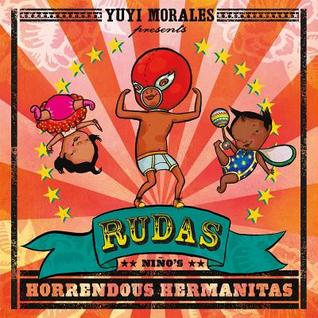 YUYI MORALES
presents
RUDAS
NIÑO'S
HORRENDOUS HERMANITAS